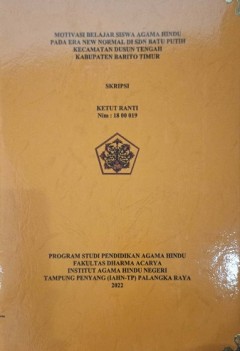 MOTIVASI BELAJAR SISWA AGAMA HINDU
PADA ERA NEW NORMAL DI SDN BATU PUTIH
KECAMATAN DUSUN TENGAH
KABUPATEN BARITO TIMUR
SKRIPSI
KETUT RANTI
Nim : 18 00 819
PROGRAM STUDI PENDIDIKAN AGAMA HINDU
FAKULTAS DHARMA ACARYA
INSTITUT AGAMA HINDU NEGERI
TAMPUNG PENYANG (IAHN-TP) PALANGKA RAYA
2022